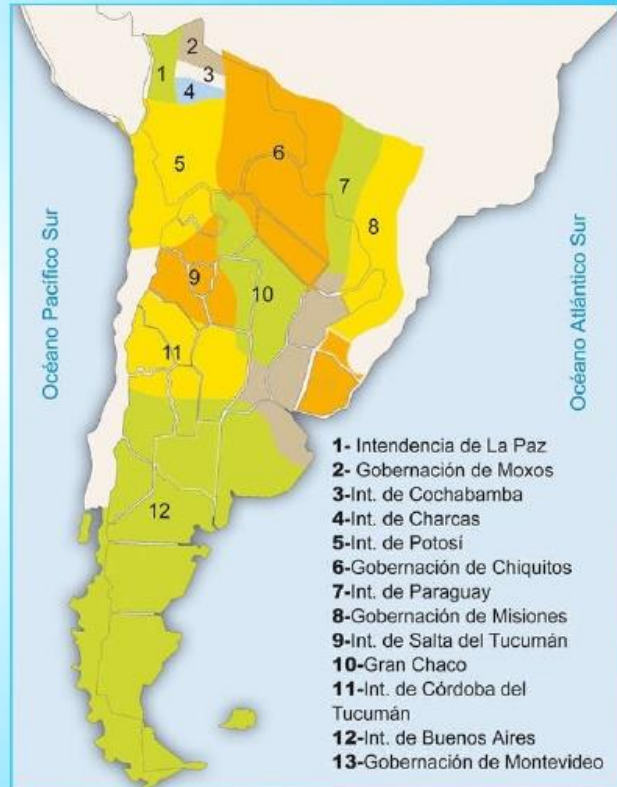 2
1
3
4
5
6
7
8
9
10
11
12
Océano Pacífico Sur
Océano Atlántico Sur
1- Intendencia de La Paz
2- Gobernación de Moxos
3-Int. de Cochabamba
4-Int. de Charcas
5-Int. de Potosí
6-Gobernación de Chiquitos
7-Int. de Paraguay
8-Gobernación de Misiones
9-Int. de Salta del Tucumán
10-Gran Chaco
11-Int. de Córdoba del
Tucumán
12-Int. de Buenos Aires
13-Gobernación de Montevideo